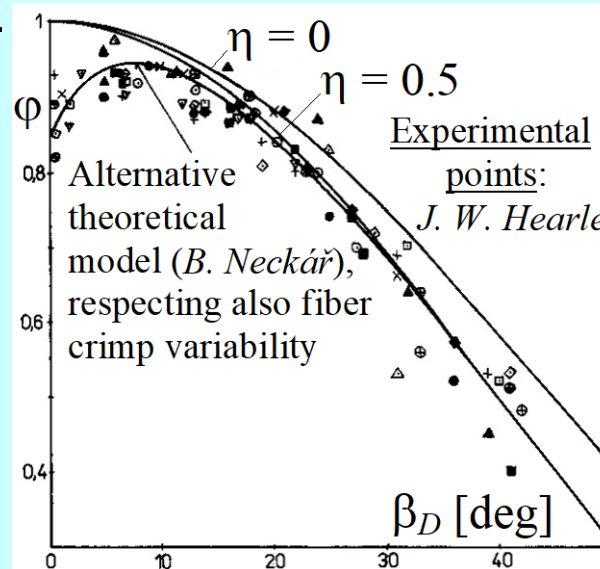 1
η = 0
η = 0.5
φ
Experimental
points:
J. W. Hearle
0,8
Alternative
theoretical
model (B. Neckář),
respecting also fiber
crimp variability
0,6
0,4
β_D [deg]
0 10 20 30 40